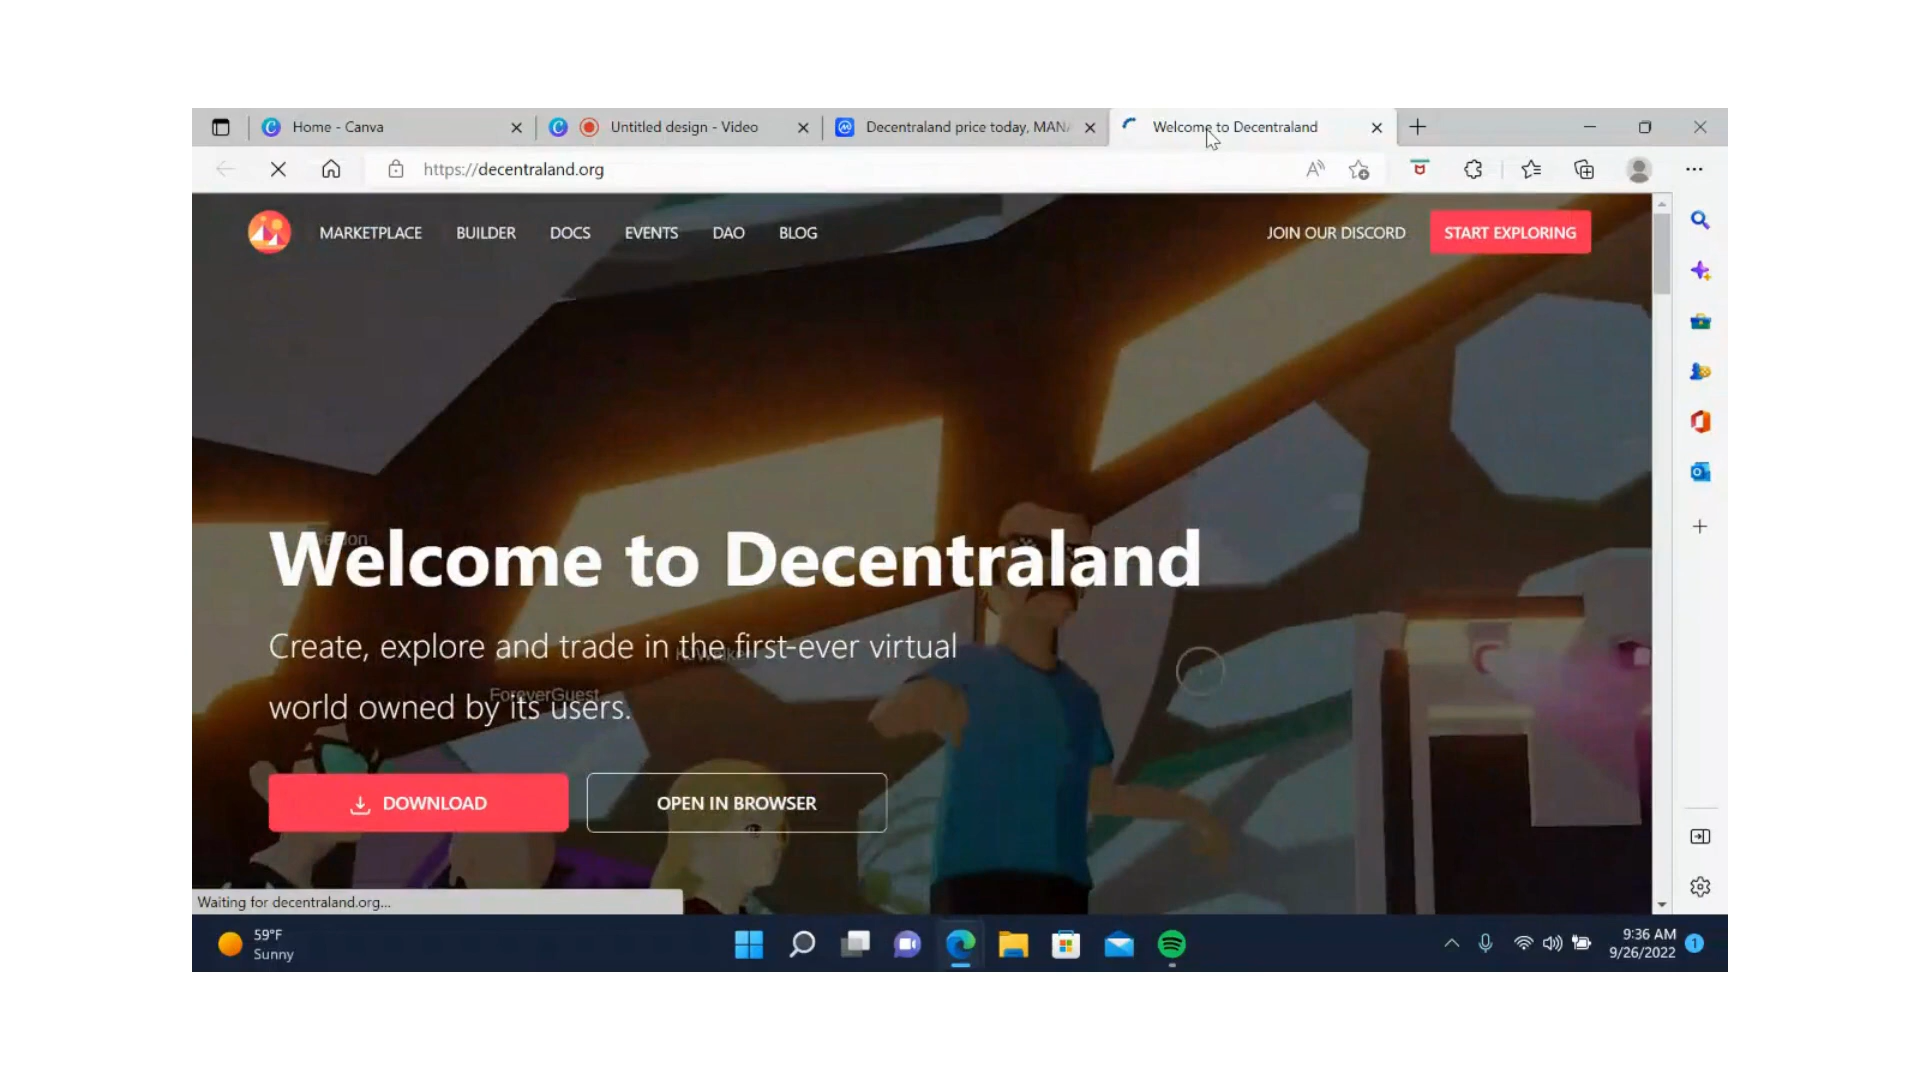 Home - Canva
Untitled design - Video
Decentraland price today, MANA
Welcome to Decentraland
https://decentraland.org
MARKETPLACE BUILDER DOCS EVENTS DAO BLOG
JOIN OUR DISCORD START EXPLORING
Welcome to Decentraland
Create, explore and trade in the first-ever virtual
world owned by its users.
ForeverGuest
DOWNLOAD OPEN IN BROWSER
Waiting for decentraland.org...
59°F
Sunny
9:36 AM
9/26/2022
1